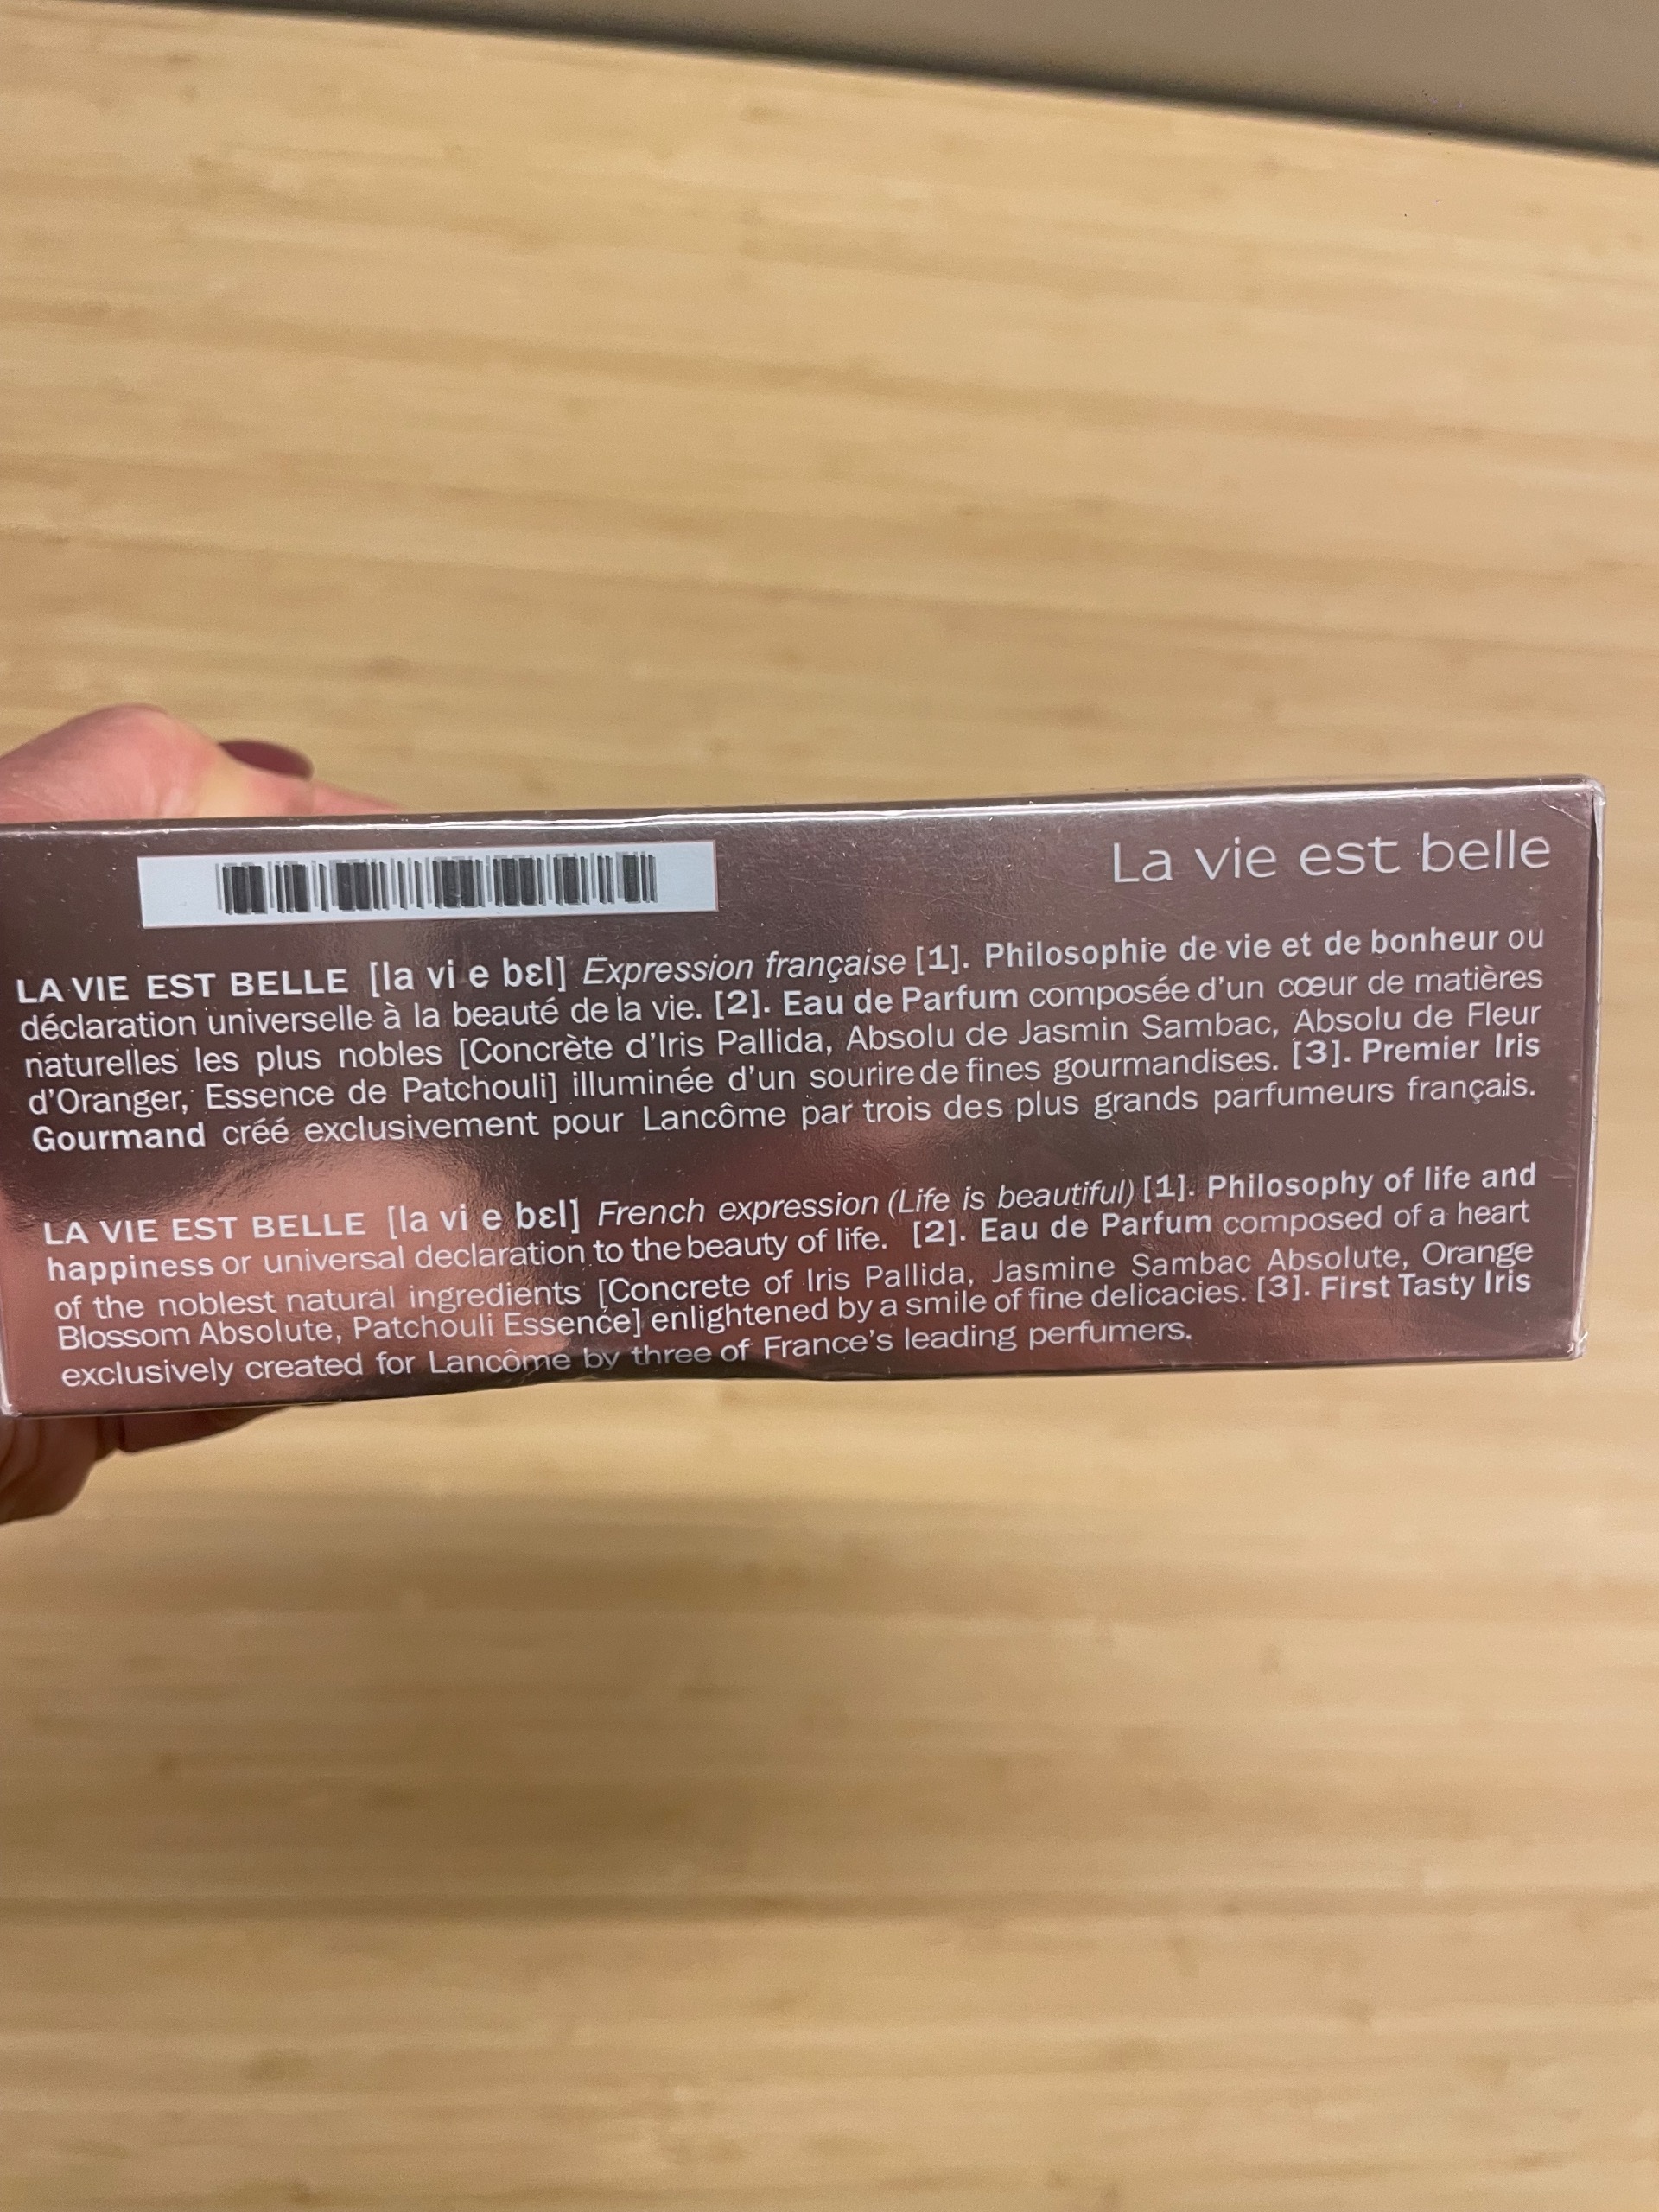 La vie est belle
LA VIE EST BELLE [la vi e bɛl] Expression française [1]. Philosophie de vie et de bonheur ou
déclaration universelle à la beauté de la vie. [2]. Eau de Parfum composée d'un cœur de matières
naturelles les plus nobles [Concrète d'Iris Pallida, Absolu de Jasmin Sambac, Absolu de Fleur
d'Oranger, Essence de Patchouli] illuminée d'un sourire de fines gourmandises. [3]. Premier Iris
Gourmand créé exclusivement pour Lancôme par trois des plus grands parfumeurs français.
LA VIE EST BELLE [la vi e bɛl] French expression (Life is beautiful) [1]. Philosophy of life and
happiness or universal declaration to the beauty of life. [2]. Eau de Parfum composed of a heart
of the noblest natural ingredients [Concrete of Iris Pallida, Jasmine Sambac Absolute, Orange
Blossom Absolute, Patchouli Essence] enlightened by a smile of fine delicacies. [3]. First Tasty Iris
exclusively created for Lancôme by three of France's leading perfumers.